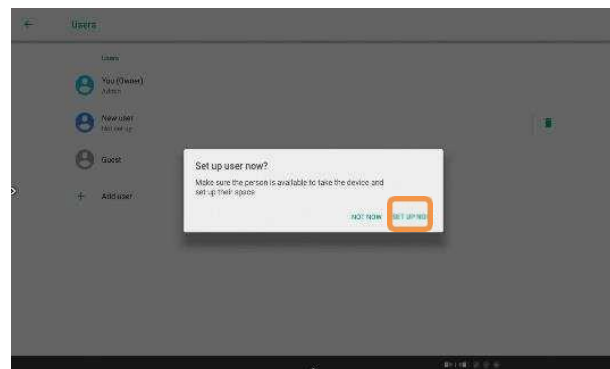 Users
Users
You (Owner)
Admin
New user
Not set up
Guest
Add user
Set up user now?
Make sure the person is available to take the device and
set up their space
NOT NOW
SET UP NOW